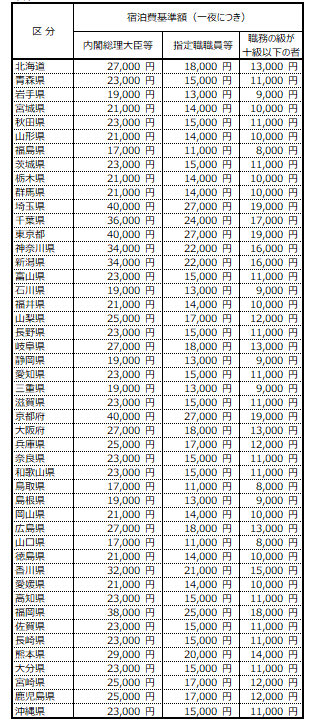 区 分
宿泊費基準額（一夜につき）
内閣総理大臣等 指定職職員等 職務の級が
十級以下の者
北海道 27,000 円 18,000 円 13,000 円
青森県 23,000 円 15,000 円 11,000 円
岩手県 19,000 円 13,000 円 9,000 円
宮城県 21,000 円 14,000 円 10,000 円
秋田県 23,000 円 15,000 円 11,000 円
山形県 21,000 円 14,000 円 10,000 円
福島県 17,000 円 11,000 円 8,000 円
茨城県 23,000 円 15,000 円 11,000 円
栃木県 21,000 円 14,000 円 10,000 円
群馬県 21,000 円 14,000 円 10,000 円
埼玉県 40,000 円 27,000 円 19,000 円
千葉県 36,000 円 24,000 円 17,000 円
東京都 40,000 円 27,000 円 19,000 円
神奈川県 34,000 円 22,000 円 16,000 円
新潟県 34,000 円 22,000 円 16,000 円
富山県 23,000 円 15,000 円 11,000 円
石川県 19,000 円 13,000 円 9,000 円
福井県 21,000 円 14,000 円 10,000 円
山梨県 25,000 円 17,000 円 12,000 円
長野県 23,000 円 15,000 円 11,000 円
岐阜県 27,000 円 18,000 円 13,000 円
静岡県 19,000 円 13,000 円 9,000 円
愛知県 23,000 円 15,000 円 11,000 円
三重県 19,000 円 13,000 円 9,000 円
滋賀県 23,000 円 15,000 円 11,000 円
京都府 40,000 円 27,000 円 19,000 円
大阪府 27,000 円 18,000 円 13,000 円
兵庫県 25,000 円 17,000 円 12,000 円
奈良県 23,000 円 15,000 円 11,000 円
和歌山県 23,000 円 15,000 円 11,000 円
鳥取県 17,000 円 11,000 円 8,000 円
島根県 19,000 円 13,000 円 9,000 円
岡山県 21,000 円 14,000 円 10,000 円
広島県 27,000 円 18,000 円 13,000 円
山口県 17,000 円 11,000 円 8,000 円
徳島県 21,000 円 14,000 円 10,000 円
香川県 32,000 円 21,000 円 15,000 円
愛媛県 21,000 円 14,000 円 10,000 円
高知県 23,000 円 15,000 円 11,000 円
福岡県 38,000 円 25,000 円 18,000 円
佐賀県 23,000 円 15,000 円 11,000 円
長崎県 23,000 円 15,000 円 11,000 円
熊本県 29,000 円 20,000 円 14,000 円
大分県 23,000 円 15,000 円 11,000 円
宮崎県 25,000 円 17,000 円 12,000 円
鹿児島県 25,000 円 17,000 円 12,000 円
沖縄県 23,000 円 15,000 円 11,000 円